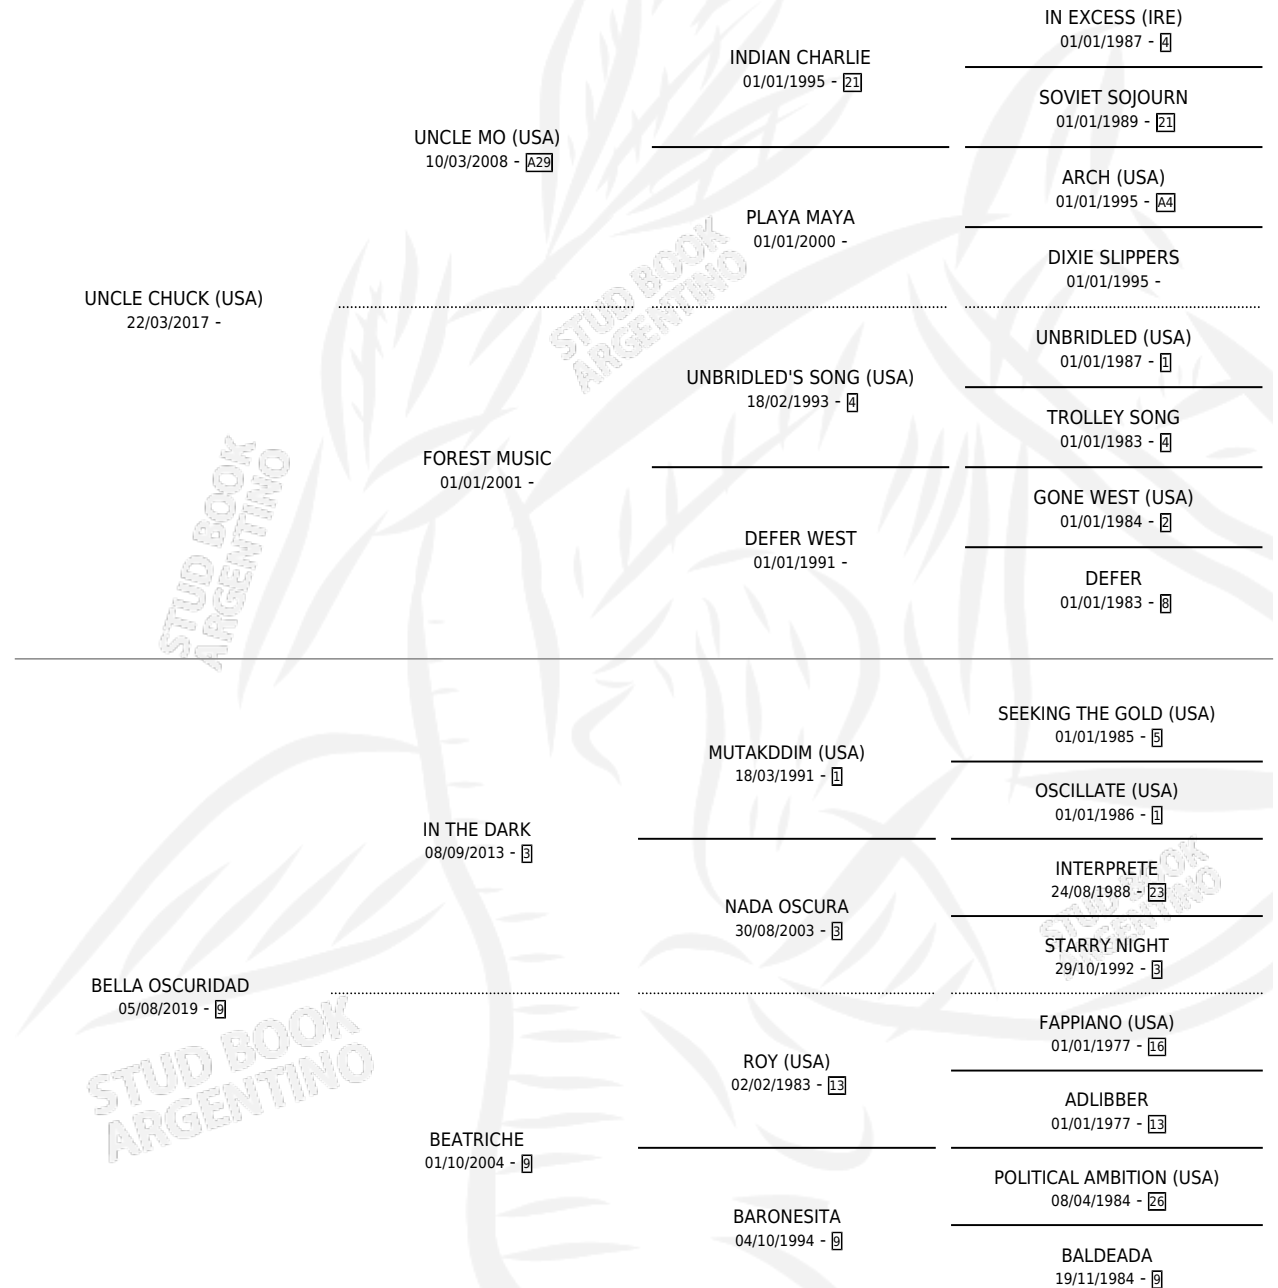 IN EXCESS (IRE)
01/01/1987 - 4
INDIAN CHARLIE
01/01/1995 - 21
SOVIET SOJOURN
01/01/1989 - 21
UNCLE MO (USA)
10/03/2008 - A29
ARCH (USA)
01/01/1995 - A4
PLAYA MAYA
01/01/2000 -
DIXIE SLIPPERS
01/01/1995 -
UNCLE CHUCK (USA)
22/03/2017 -
UNBRIDLED (USA)
01/01/1987 - 1
UNBRIDLED'S SONG (USA)
18/02/1993 - 4
TROLLEY SONG
01/01/1983 - 4
FOREST MUSIC
01/01/2001 -
GONE WEST (USA)
01/01/1984 - 2
DEFER WEST
01/01/1991 -
DEFER
01/01/1983 - 8
SEEKING THE GOLD (USA)
01/01/1985 - 5
MUTAKDDIM (USA)
18/03/1991 - 1
OSCILLATE (USA)
01/01/1986 - 1
IN THE DARK
08/09/2013 - 3
INTERPRETE
24/08/1988 - 23
NADA OSCURA
30/08/2003 - 3
STARRY NIGHT
29/10/1992 - 3
BELLA OSCURIDAD
05/08/2019 - 9
FAPPIANO (USA)
01/01/1977 - 16
ROY (USA)
02/02/1983 - 13
ADLIBBER
01/01/1977 - 13
BEATRICHE
01/10/2004 - 9
POLITICAL AMBITION (USA)
08/04/1984 - 26
BARONESITA
04/10/1994 - 9
BALDEADA
19/11/1984 - 9
STUD BOOK
ARGENTINO
STUD BOOK
ARGENTINO
STUD BOOK
ARGENTINO
STUD BOOK
ARGENTINO